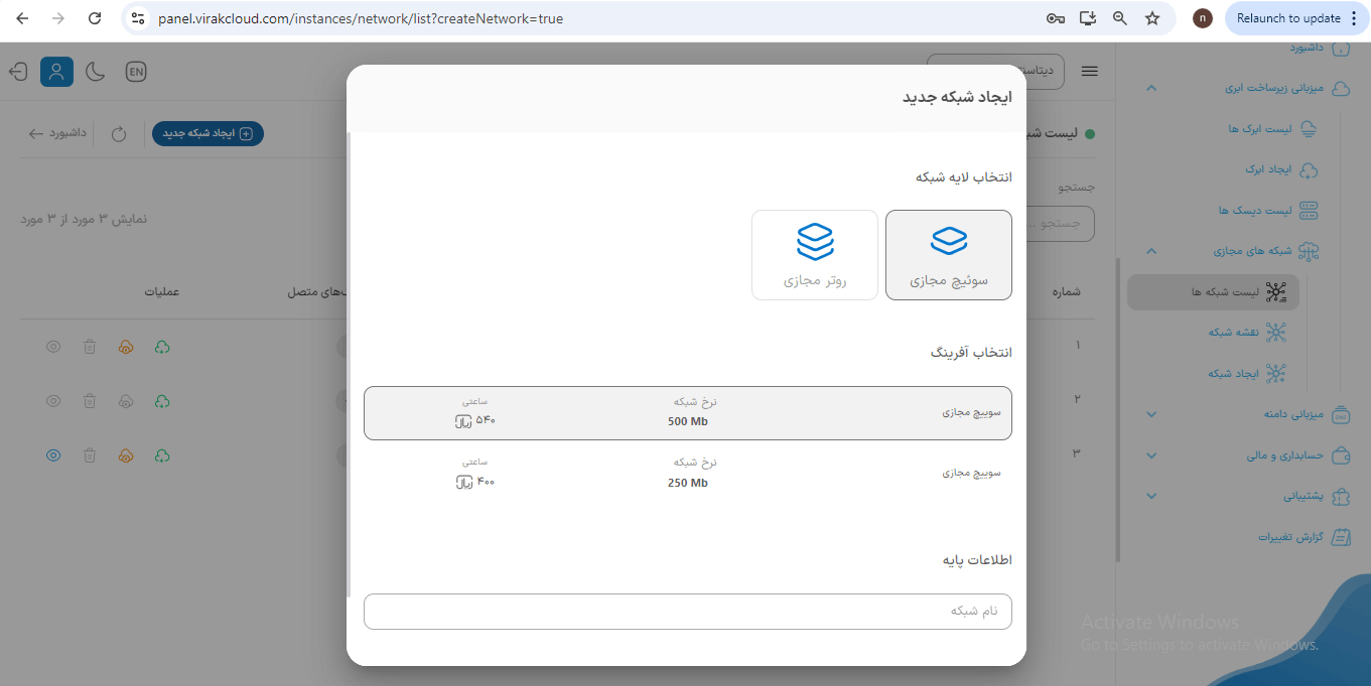 panel.virakcloud.com/instances/network/list?createNetwork=true
n
Relaunch to update
EN
داشبورد
میزبانی زیرساخت ابری
لیست ابرک ها
ایجاد ابرک
لیست دیسک ها
شبکه های مجازی
لیست شبکه ها
نقشه شبکه
ایجاد شبکه
میزبانی دامنه
حسابداری و مالی
پشتیبانی
گزارش تغییرات
لیست
ایجاد شبکه جدید
داشبورد
جستجو
جستجو ...
نمایش ۳ مورد از ۳ مورد
شماره
متصل
عملیات
۱
۲
۳
ایجاد شبکه جدید
انتخاب لایه شبکه
سوئیچ مجازی
روتر مجازی
انتخاب آفرینگ
سوییچ مجازی
نرخ شبکه
500 Mb
ساعتی
۵۴۰ ریال
سوییچ مجازی
نرخ شبکه
250 Mb
ساعتی
۴۰۰ ریال
اطلاعات پایه
نام شبکه
Activate Windows
Go to Settings to activate Windows.